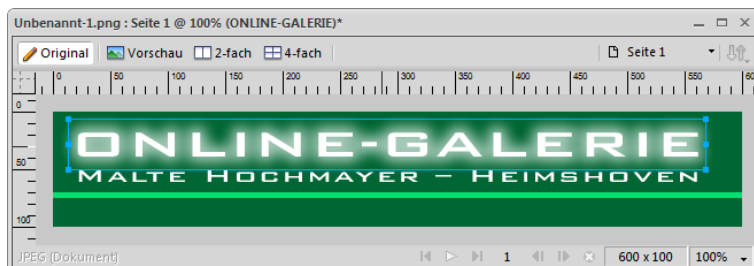 Unbenannt-1.png : Seite 1 @ 100% (ONLINE-GALERIE)*
Original Vorschau 2-fach 4-fach Seite 1
0 50 100 150 200 250 300 350 400 450 500 550 600
0
50
100
ONLINE-GALERIE
MALTE HOCHMAYER – HEIMSHOVEN
JPEG (Dokument) 1 600 x 100 100%